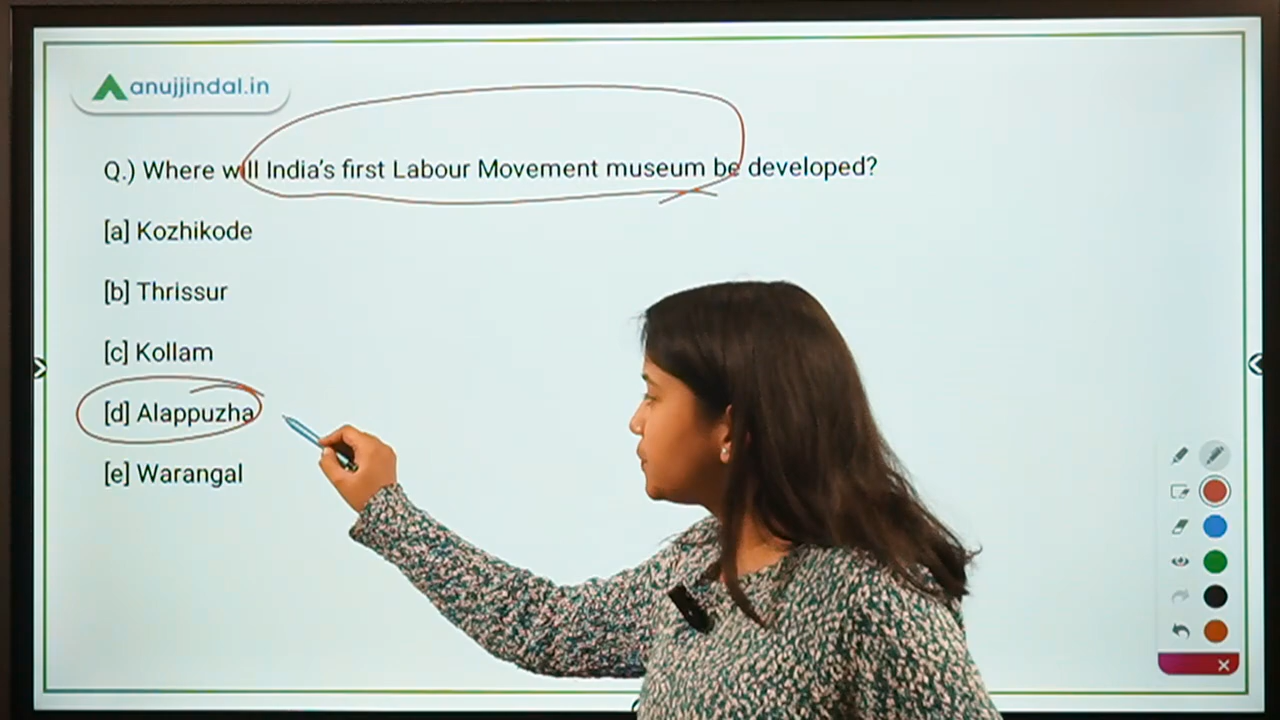 anujjindal.in
Q.) Where will India's first Labour Movement museum be developed?
[a] Kozhikode
[b] Thrissur
[c] Kollam
[d] Alappuzha
[e] Warangal